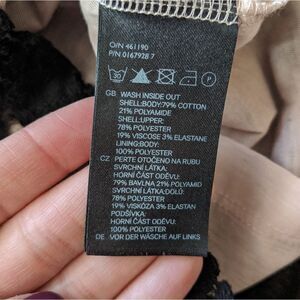 O/N 461190
P/N 0167928 7
30
P
GB WASH INSIDE OUT
SHELL:BODY:79% COTTON
21% POLYAMIDE
SHELL:UPPER:
78% POLYESTER
19% VISCOSE 3% ELASTANE
LINING:BODY:
100% POLYESTER
CZ PERTE OTOČENO NA RUBU
SVRCHNÍ LÁTKA:
HORNÍ ČÁST ODĚVU:
79% BAVLNA 21% POLYAMID
SVRCHNÍ LÁTKA:DOLŮ:
78% POLYESTER
19% VISKÓZA 3% ELASTAN
PODŠÍVKA:
HORNÍ ČÁST ODĚVU:
100% POLYESTER
DE VOR DER WÄSCHE AUF LINKS